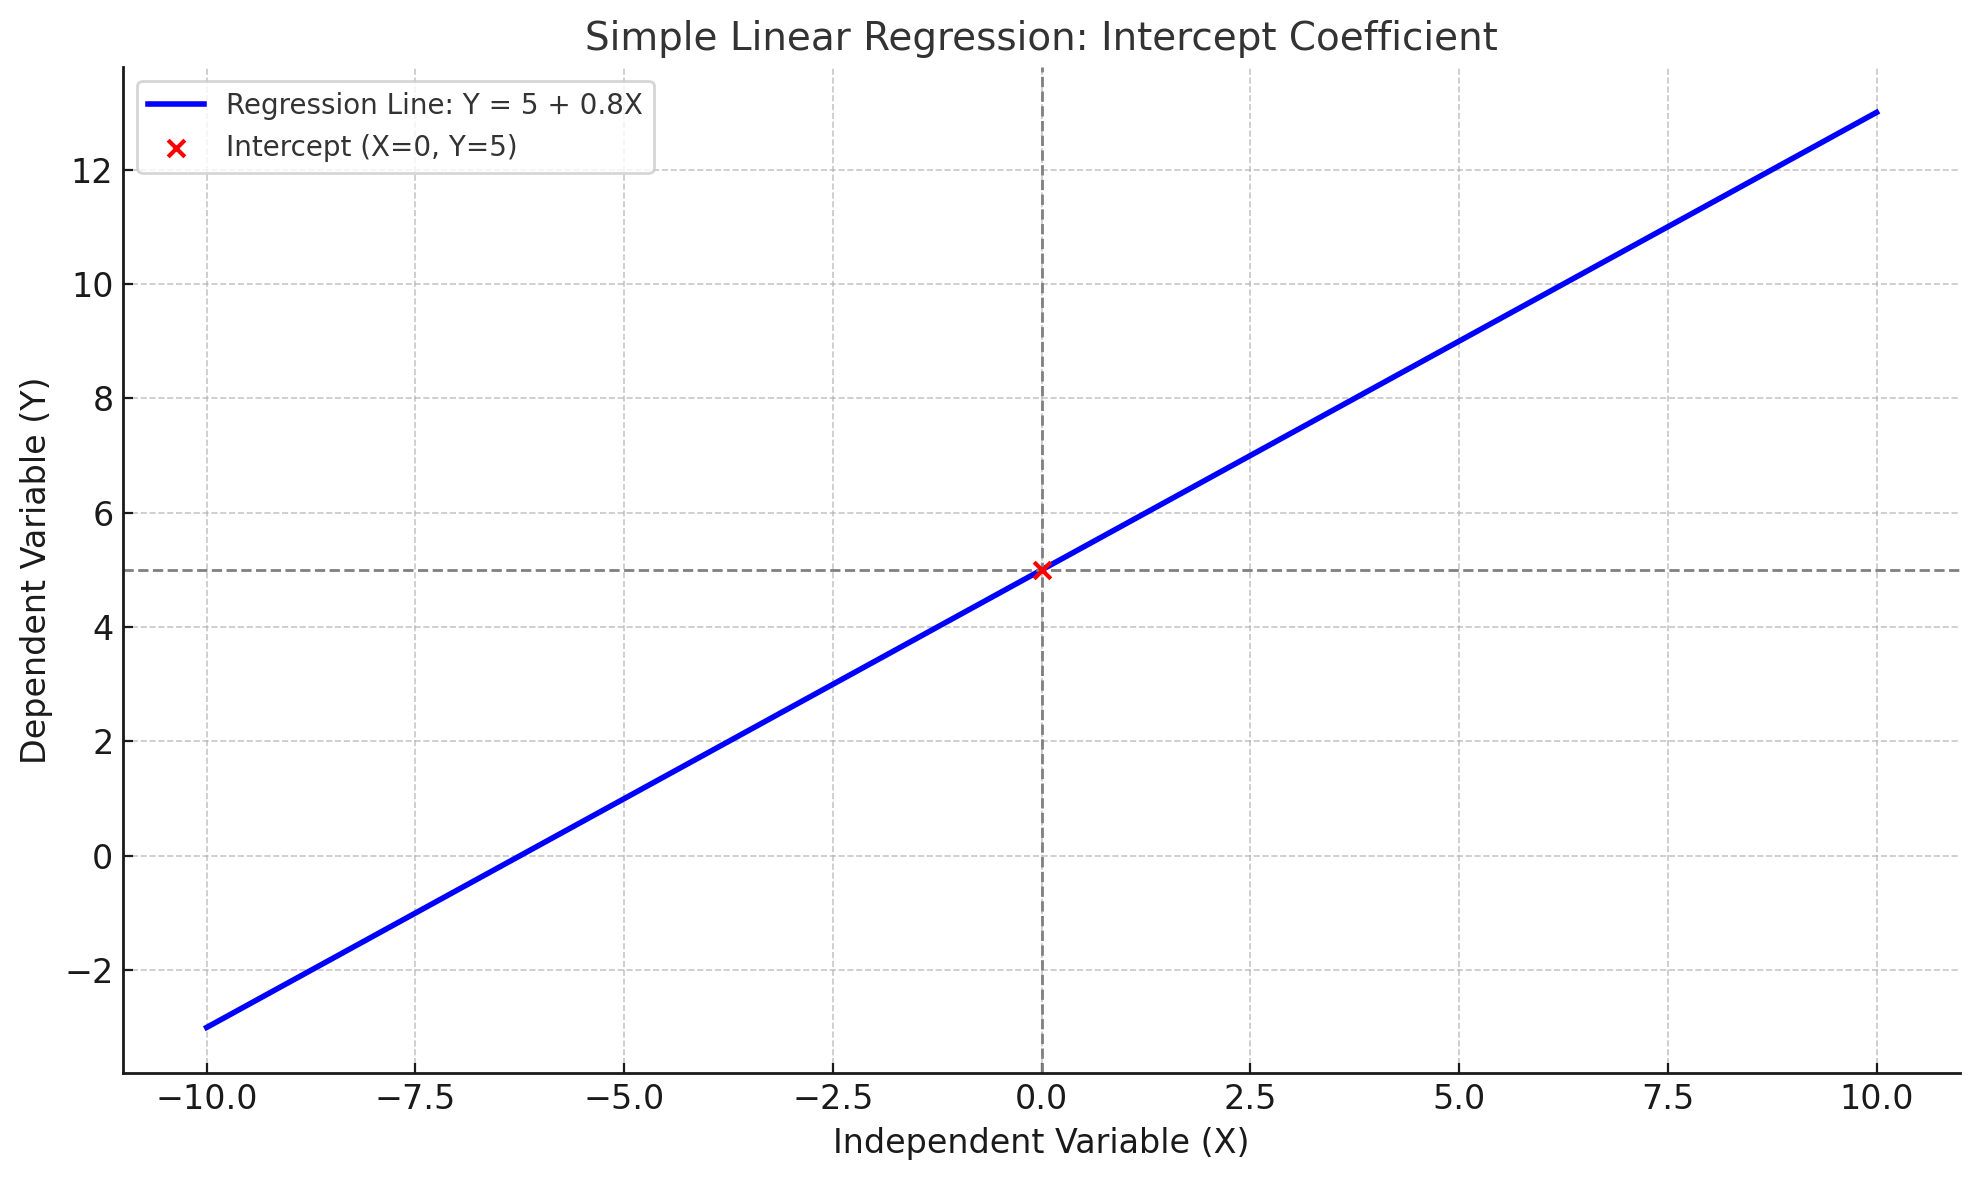 Simple Linear Regression: Intercept Coefficient
Regression Line: Y = 5 + 0.8X
Intercept (X=0, Y=5)
Dependent Variable (Y)
12
10
8
6
4
2
0
−2
−10.0 −7.5 −5.0 −2.5 0.0 2.5 5.0 7.5 10.0
Independent Variable (X)